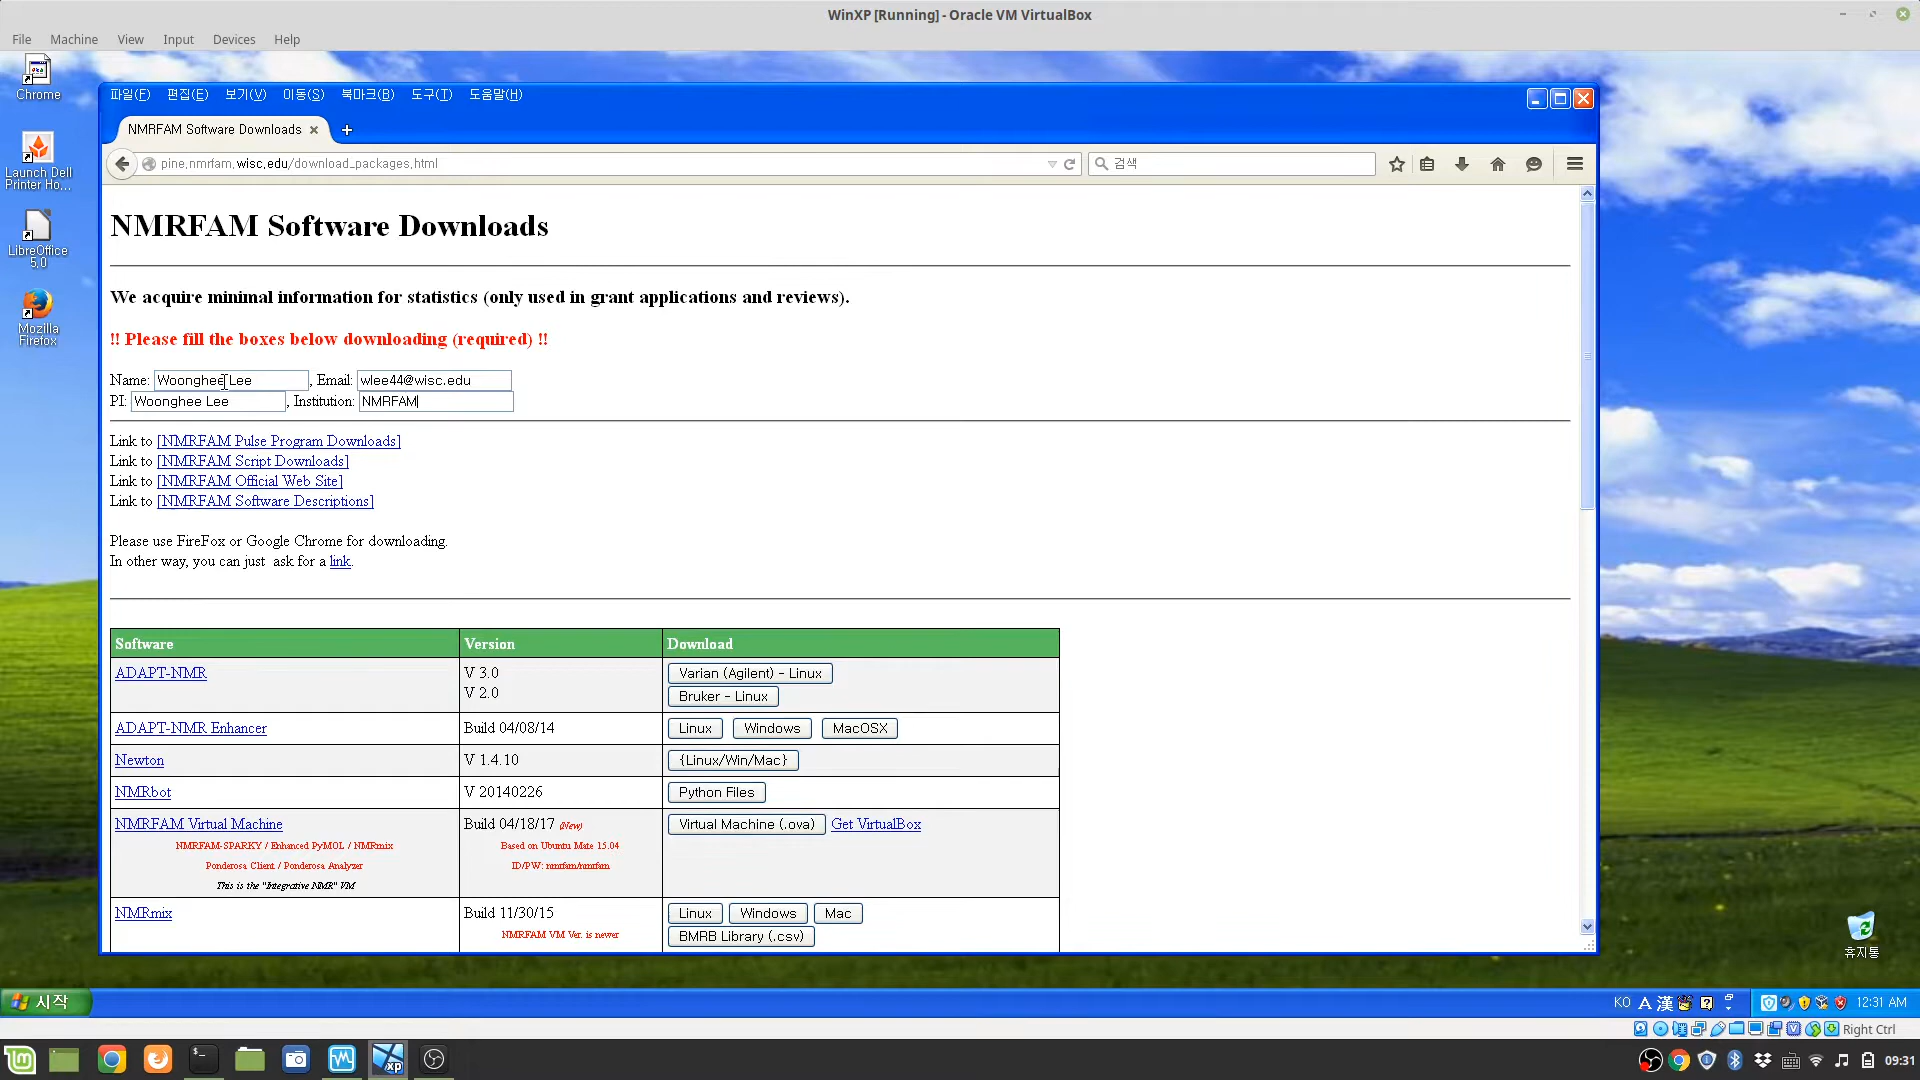 WinXP [Running] - Oracle VM VirtualBox
File Machine View Input Devices Help
Chrome
Launch Dell
Printer Ho...
LibreOffice
5.0
Mozilla
Firefox
파일(F) 편집(E) 보기(V) 이동(S) 북마크(B) 도구(T) 도움말(H)
NMRFAM Software Downloads
pine.nmrfam.wisc.edu/download_packages.html
검색
NMRFAM Software Downloads
We acquire minimal information for statistics (only used in grant applications and reviews).
!! Please fill the boxes below downloading (required) !!
Name: Woonghee Lee , Email: wlee44@wisc.edu
PI: Woonghee Lee , Institution: NMRFAM
Link to [NMRFAM Pulse Program Downloads]
Link to [NMRFAM Script Downloads]
Link to [NMRFAM Official Web Site]
Link to [NMRFAM Software Descriptions]
Please use FireFox or Google Chrome for downloading.
In other way, you can just ask for a link.
Software Version Download
ADAPT-NMR V 3.0 Varian (Agilent) - Linux
V 2.0 Bruker - Linux
ADAPT-NMR Enhancer Build 04/08/14 Linux Windows MacOSX
Newton V 1.4.10 {Linux/Win/Mac}
NMRbot V 20140226 Python Files
NMRFAM Virtual Machine Build 04/18/17 (New) Virtual Machine (.ova) Get VirtualBox
NMRFAM-SPARKY / Enhanced PyMOL / NMRmix Based on Ubuntu Mate 15.04
Ponderosa Client / Ponderosa Analyzer ID/PW: nmrfam/nmrfam
This is the "Integrative NMR" VM
NMRmix Build 11/30/15 Linux Windows Mac
NMRFAM VM Ver. is newer BMRB Library (.csv)
휴지통
시작 KO A 漢 12:31 AM
Right Ctrl
xp 09:31